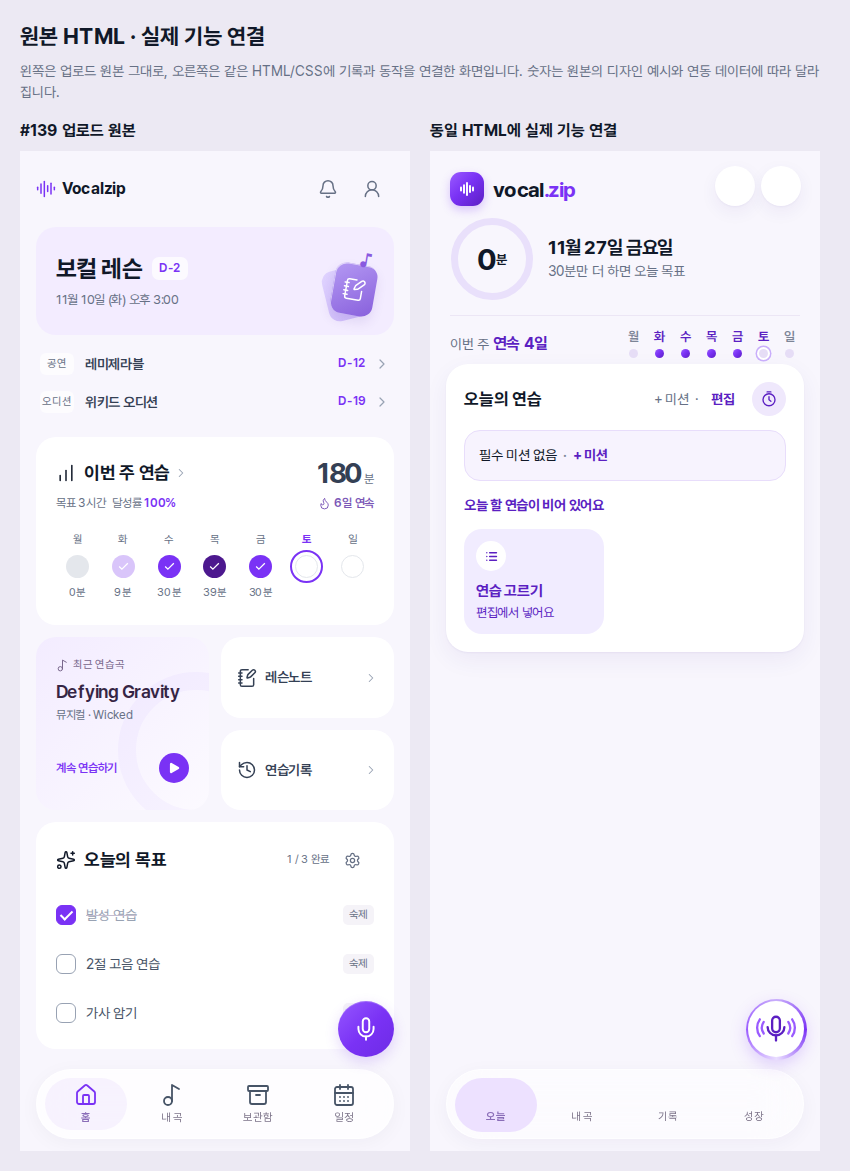 원본 HTML · 실제 기능 연결
왼쪽은 업로드 원본 그대로, 오른쪽은 같은 HTML/CSS에 기록과 동작을 연결한 화면입니다. 숫자는 원본의 디자인 예시와 연동 데이터에 따라 달라
집니다.
#139 업로드 원본
Vocalzip
보컬 레슨 D-2
11월 10일 (화) 오후 3:00
공연 레미제라블 D-12
오디션 위키드 오디션 D-19
이번 주 연습 180분
목표 3시간 달성률 100% 6일 연속
월 화 수 목 금 토 일
0분 9분 30분 39분 30분
최근 연습곡
Defying Gravity
뮤지컬 · Wicked
계속 연습하기
레슨노트
연습기록
오늘의 목표 1 / 3 완료
발성 연습 숙제
2절 고음 연습 숙제
가사 암기
홈 내 곡 보관함 일정
동일 HTML에 실제 기능 연결
vocal.zip
0분
11월 27일 금요일
30분만 더 하면 오늘 목표
이번 주 연속 4일
월 화 수 목 금 토 일
오늘의 연습 + 미션 · 편집
필수 미션 없음 · + 미션
오늘 할 연습이 비어 있어요
연습 고르기
편집에서 넣어요
오늘 내 곡 기록 성장